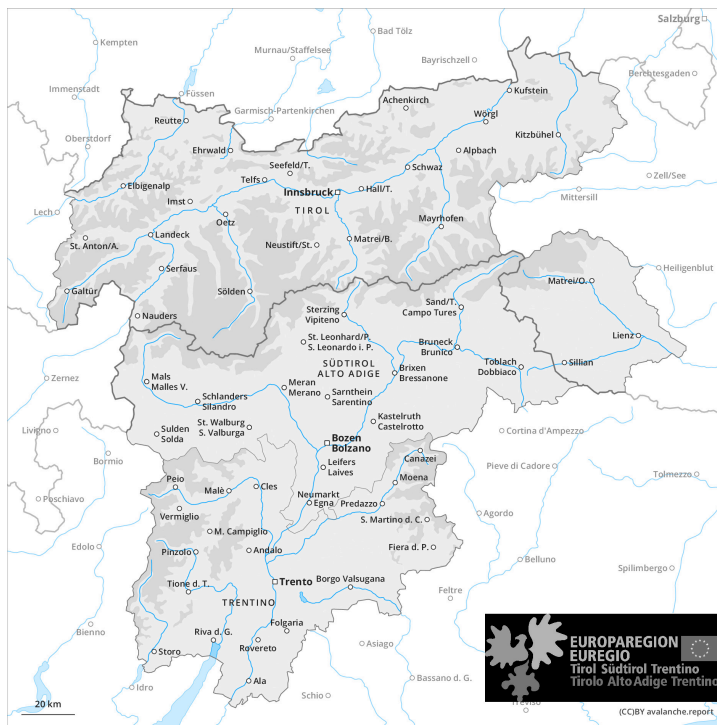 Salzburg
Kempten
Bad Tölz
Murnau/Staffelsee
Bayrischzell
Berchtesgaden
Immenstadt
Füssen
Garmisch-Partenkirchen
Achenkirch
Kufstein
Reutte
Wörgl
Oberstdorf
Ehrwald
Kitzbühel
Alpbach
Seefeld/T.
Schwaz
Telfs
Zell/See
Elbigenalp
Innsbruck
Hall/T.
Mittersill
Imst
TIROL
Lech
Oetz
Mayrhofen
Landeck
Matrei/B.
St. Anton/A.
Neustift/St.
Serfaus
Heiligenblut
Galtür
Sölden
Matrei/O.
Nauders
Sterzing
Vipiteno
Sand/T.
Campo Tures
Lienz
St. Leonhard/P.
S. Leonardo i. P.
Bruneck
Brunico
SÜDTIROL
ALTO ADIGE
Toblach
Dobbiaco
Sillian
Zernez
Mals
Malles V.
Brixen
Bressanone
Meran
Merano
Schlanders
Silandro
Sarnthein
Sarentino
St. Walburg
S. Valburga
Kastelruth
Castelrotto
Livigno
Sulden
Solda
Cortina d'Ampezzo
Bozen
Bolzano
Canazei
Bormio
Leifers
Laives
Pieve di Cadore
Tolmezzo
Peio
Malè
Cles
Moena
Poschiavo
Neumarkt
Egna
Predazzo
Vermiglio
Agordo
S. Martino d. C.
M. Campiglio
Edolo
Pinzolo
Andalo
Fiera d. P.
Belluno
Spilimbergo
Tione d. T.
Trento
Borgo Valsugana
Feltre
TRENTINO
Folgaria
Bienno
Riva d. G.
Rovereto
Asiago
Storo
Bassano d. G.
Ala
Idro
Schio
Treviso
EUROPAREGION
EUREGIO
Tirol Südtirol Trentino
Tirolo Alto Adige Trentino
20 km
(CC)BY avalanche.report